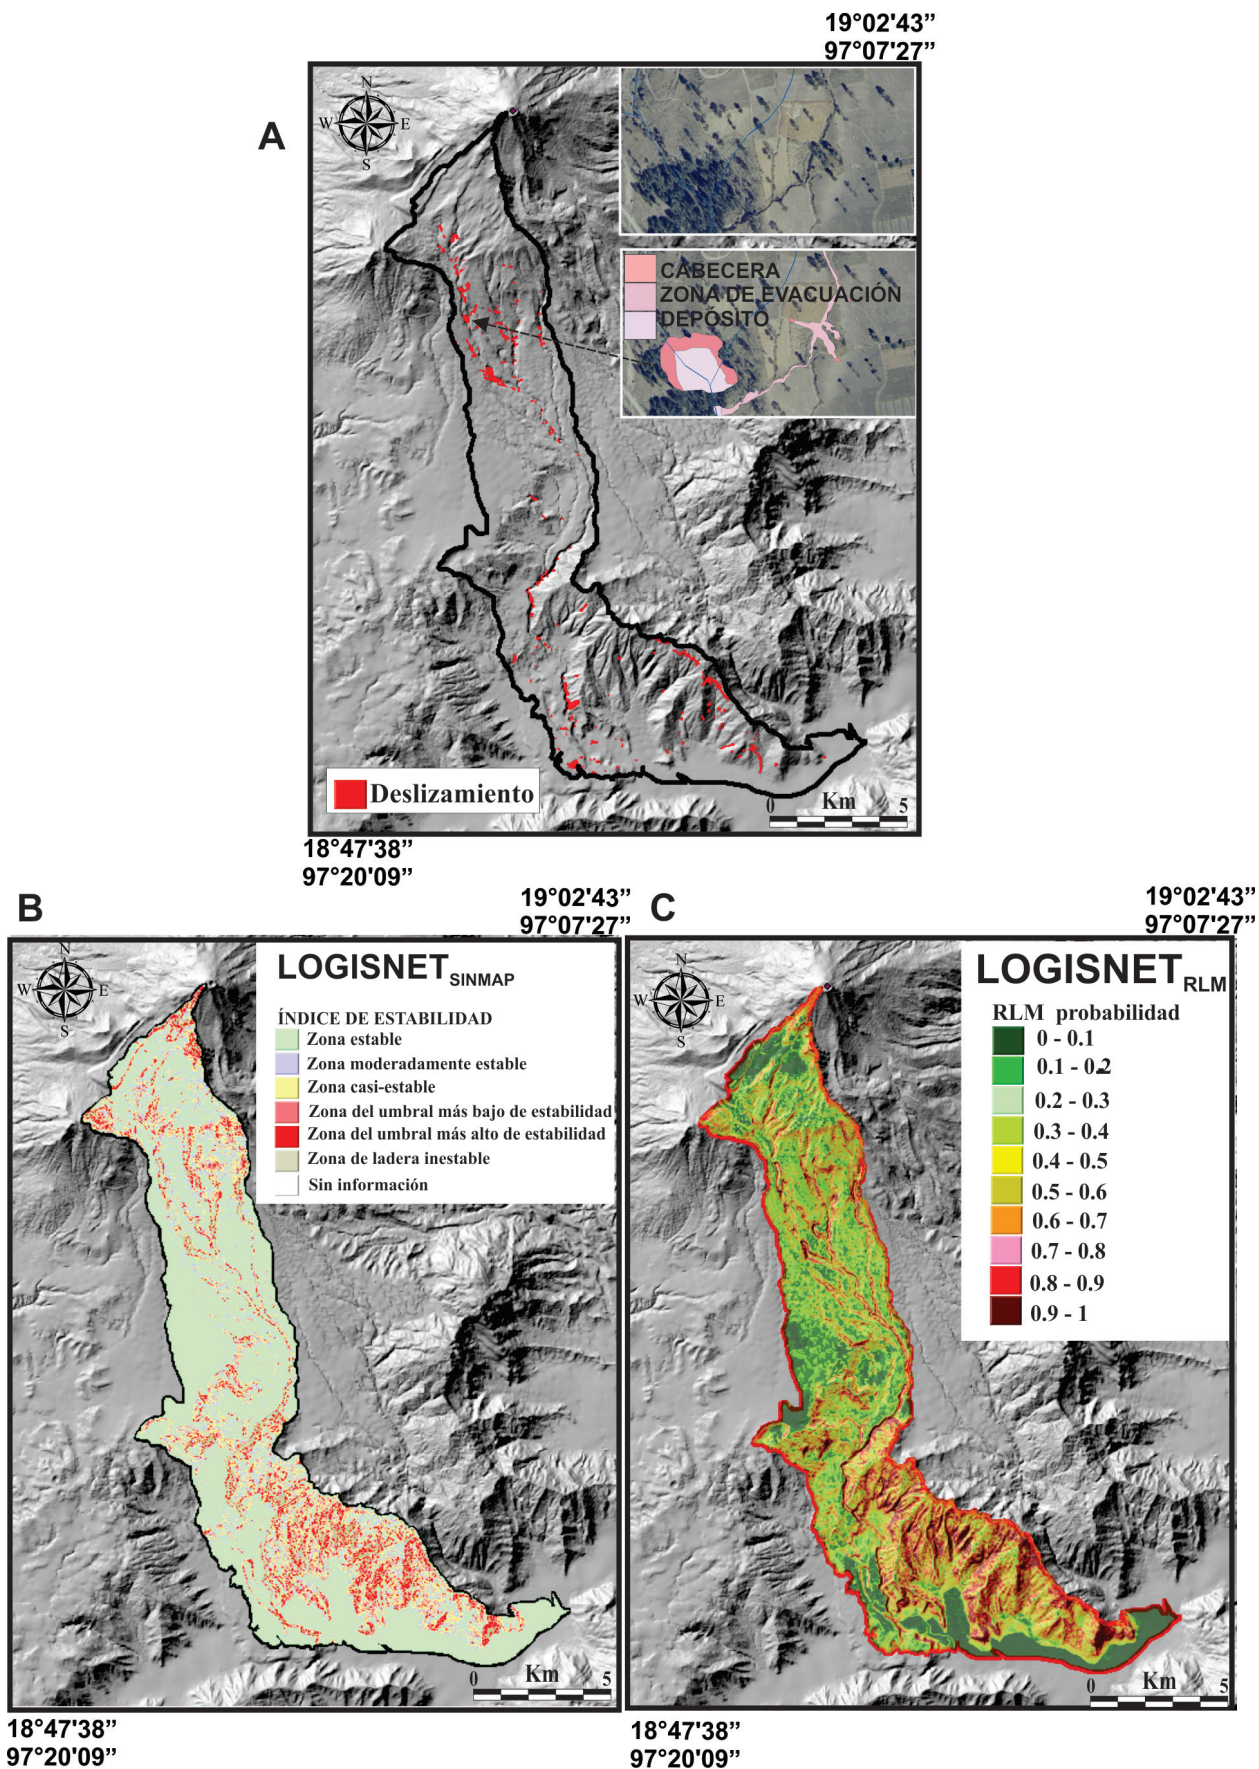 19°02'43”
97°07'27”
A
N
W E
S
CABECERA
ZONA DE EVACUACIÓN
DEPÓSITO
Deslizamiento
0 Km 5
18°47'38”
97°20'09”
B
19°02'43”
97°07'27”
N
W E
S
LOGISNET SINMAP
ÍNDICE DE ESTABILIDAD
Zona estable
Zona moderadamente estable
Zona casi-estable
Zona del umbral más bajo de estabilidad
Zona del umbral más alto de estabilidad
Zona de ladera inestable
Sin información
0 Km 5
18°47'38”
97°20'09”
C
19°02'43”
97°07'27”
N
W E
S
LOGISNET RLM
RLM probabilidad
0 - 0.1
0.1 - 0.2
0.2 - 0.3
0.3 - 0.4
0.4 - 0.5
0.5 - 0.6
0.6 - 0.7
0.7 - 0.8
0.8 - 0.9
0.9 - 1
0 Km 5
18°47'38”
97°20'09”